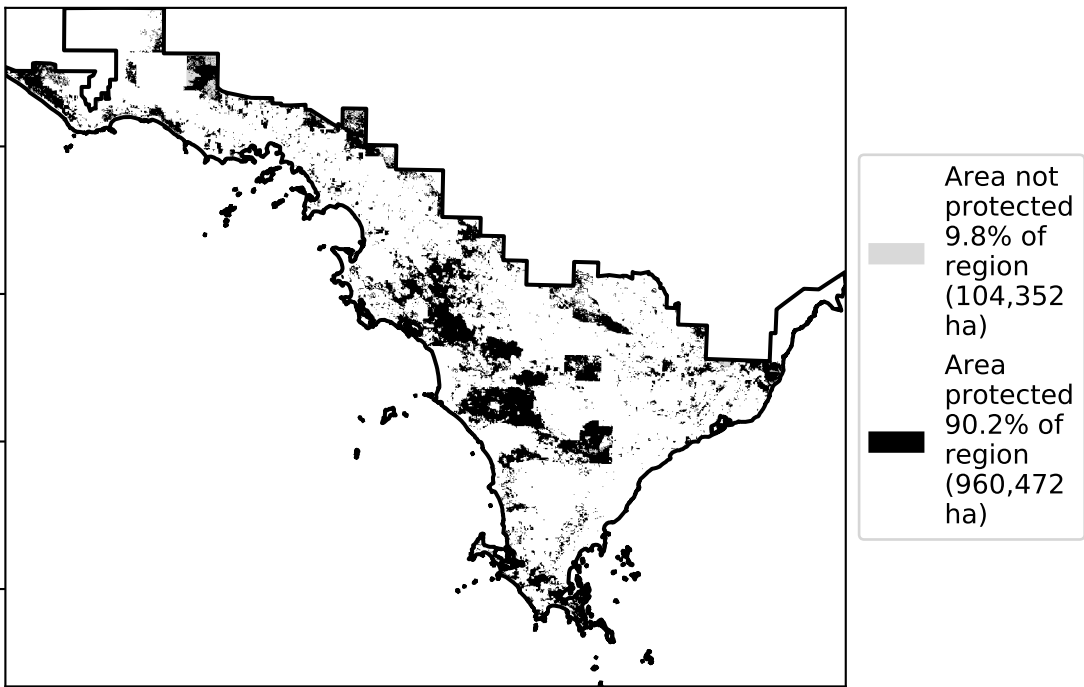 Area not
protected
9.8% of
region
(104,352
ha)
Area
protected
90.2% of
region
(960,472
ha)